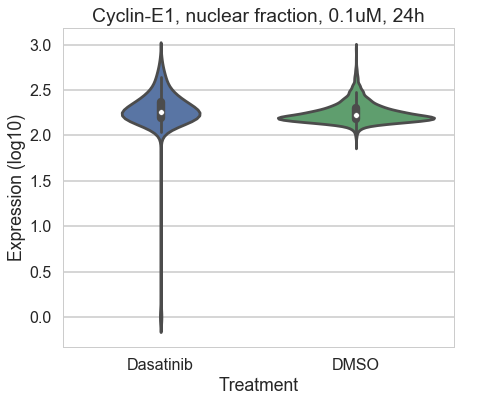 Cyclin-E1, nuclear fraction, 0.1uM, 24h
Expression (log10)
3.0
2.5
2.0
1.5
1.0
0.5
0.0
Dasatinib
DMSO
Treatment